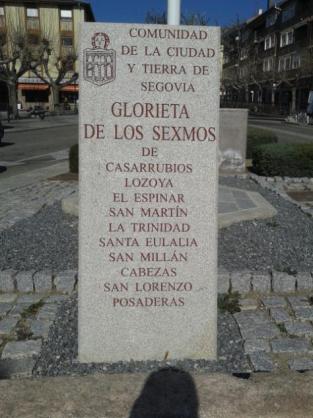 COMUNIDAD
DE LA CIUDAD
Y TIERRA DE
SEGOVIA
GLORIETA
DE LOS SEXMOS
DE
CASARRUBIOS
LOZOYA
EL ESPINAR
SAN MARTÍN
LA TRINIDAD
SANTA EULALIA
SAN MILLÁN
CABEZAS
SAN LORENZO
POSADERAS